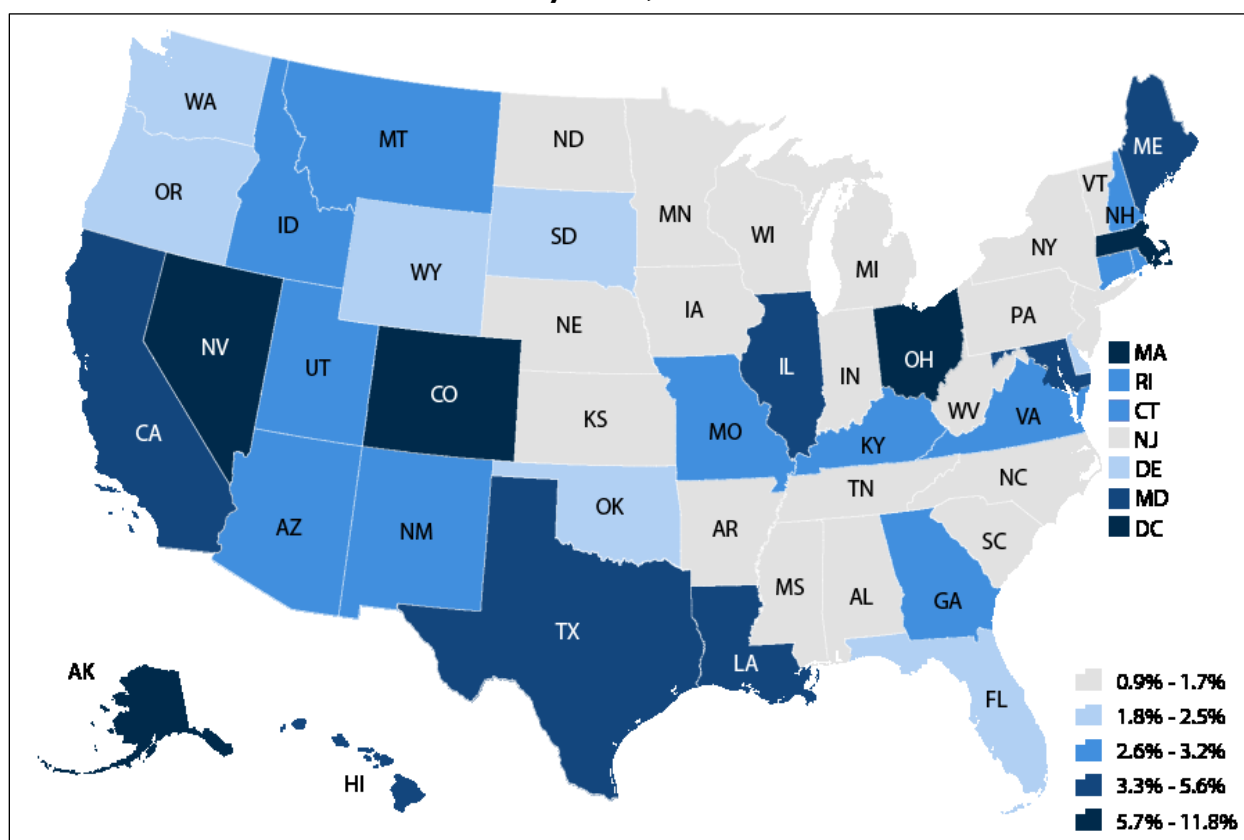 WA
MT
ND
ME
OR
ID
SD
MN
WI
VT
NH
WY
MI
NY
NE
IA
PA
NV
UT
CO
IL
IN
OH
MA
RI
CT
NJ
DE
MD
DC
CA
KS
MO
WV
VA
KY
AZ
NM
OK
AR
TN
NC
SC
MS
AL
GA
TX
LA
AK
FL
HI
0.9% - 1.7%
1.8% - 2.5%
2.6% - 3.2%
3.3% - 5.6%
5.7% - 11.8%